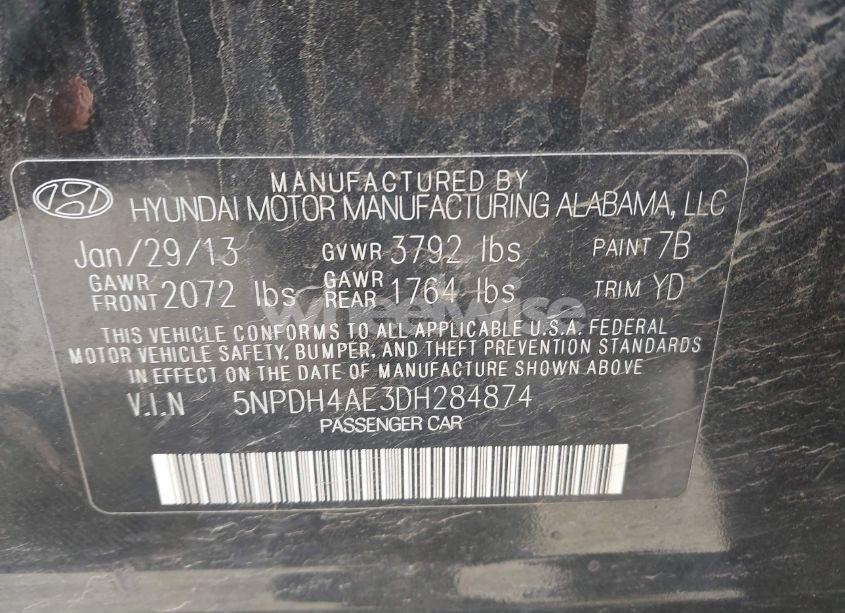 MANUFACTURED BY
HYUNDAI MOTOR MANUFACTURING ALABAMA, LLC
Jan/29/13 GVWR 3792 lbs PAINT 7B
GAWR FRONT 2072 lbs GAWR REAR 1764 lbs TRIM YD
wheelwise
THIS VEHICLE CONFORMS TO ALL APPLICABLE U.S.A. FEDERAL
MOTOR VEHICLE SAFETY, BUMPER, AND THEFT PREVENTION STANDARDS
IN EFFECT ON THE DATE OF MANUFACTURE SHOWN ABOVE
V.I.N 5NPDH4AE3DH284874
PASSENGER CAR